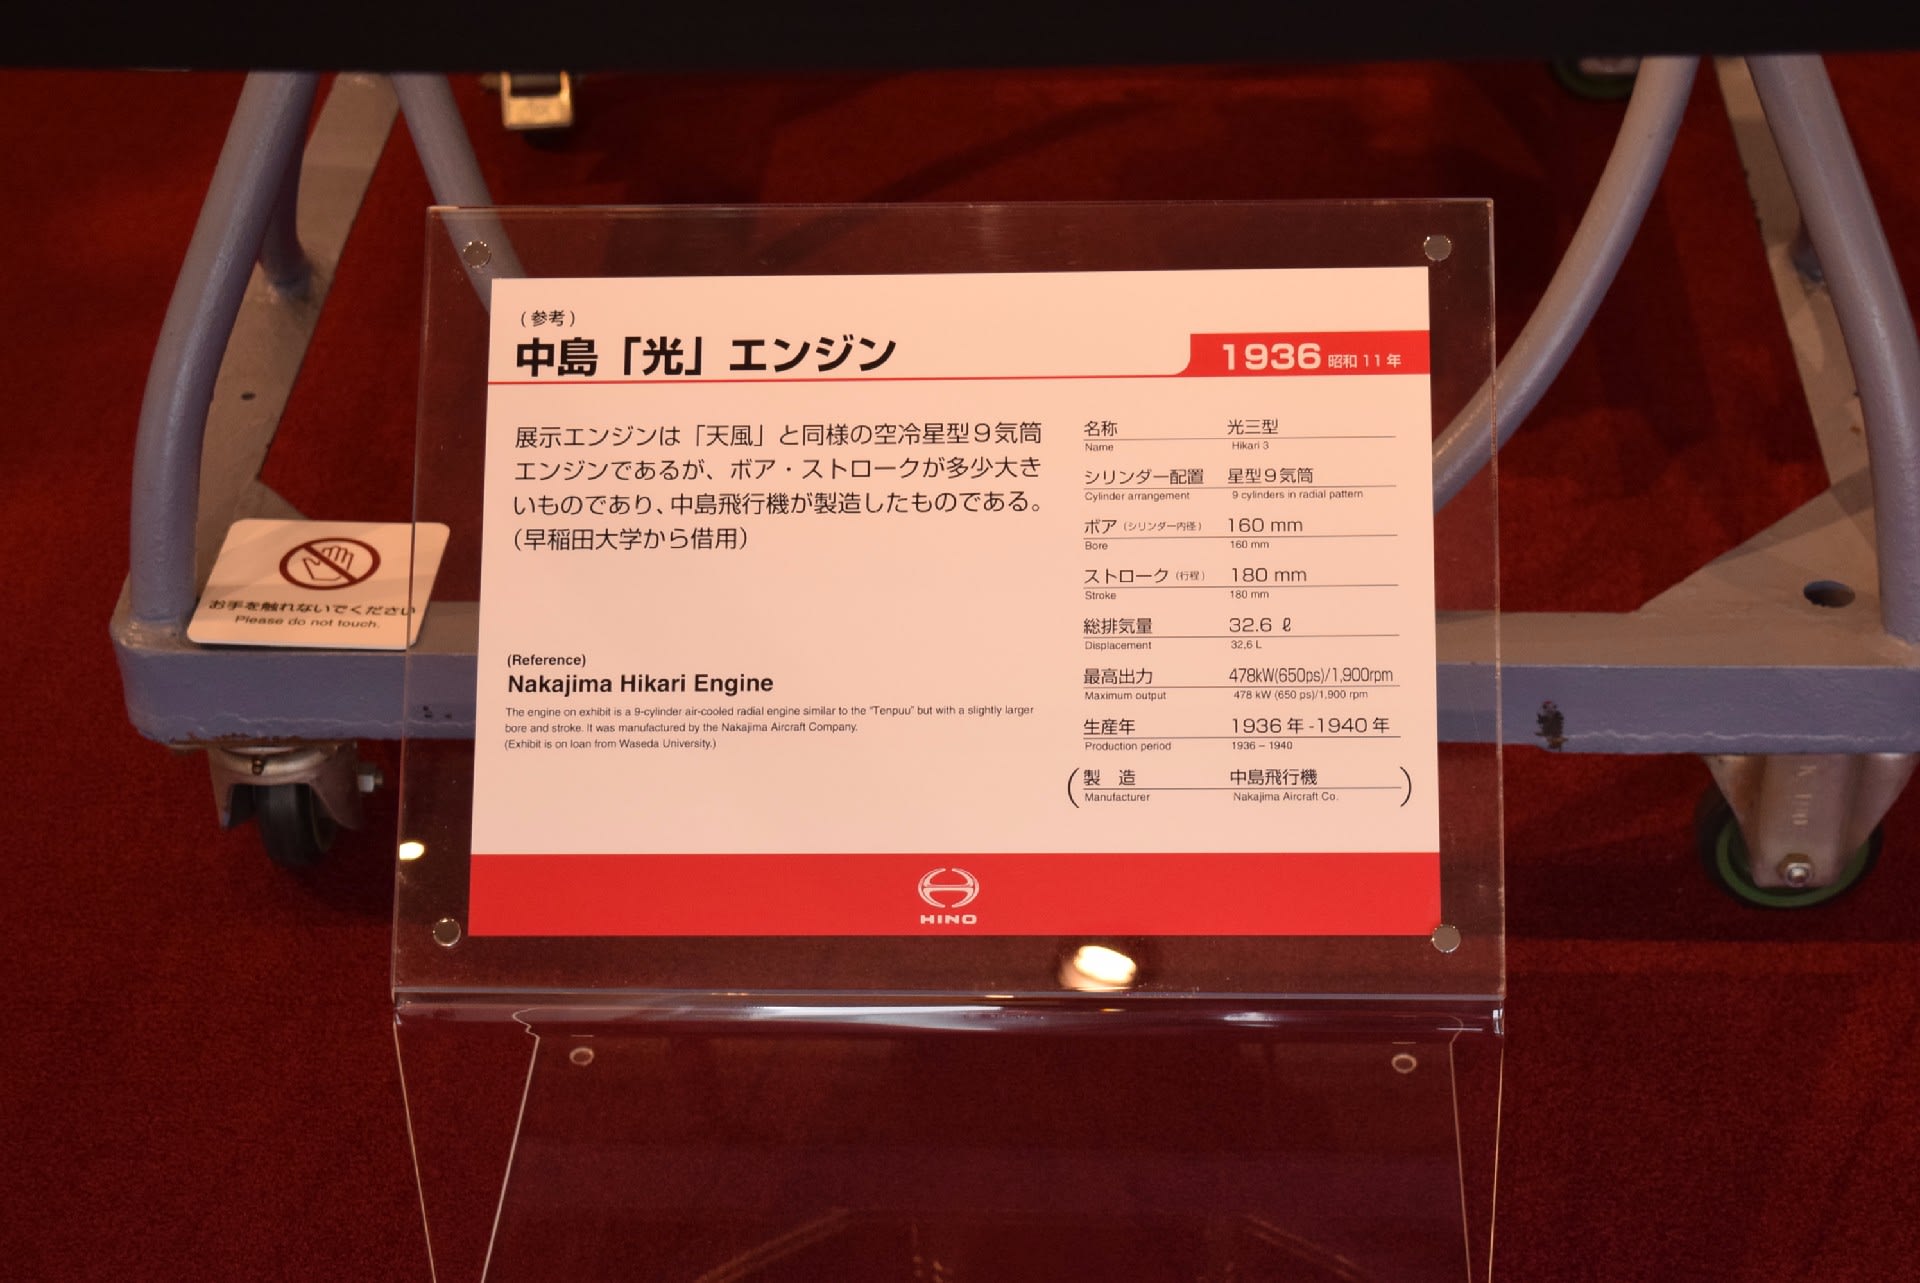 (参考)
中島「光」エンジン
1936 昭和11年
展示エンジンは「天風」と同様の空冷星型9気筒
エンジンであるが、ボア・ストロークが多少大き
いものであり、中島飛行機が製造したものである。
(早稲田大学から借用)
(Reference)
Nakajima Hikari Engine
The engine on exhibit is a 9-cylinder air-cooled radial engine similar to the "Tenpuu" but with a slightly larger
bore and stroke. It was manufactured by the Nakajima Aircraft Company.
(Exhibit is on loan from Waseda University.)
名称 光三型
Name Hikari 3
シリンダー配置 星型9気筒
Cylinder arrangement 9 cylinders in radial pattern
ボア(シリンダー内径) 160 mm
Bore 160 mm
ストローク(行程) 180 mm
Stroke 180 mm
総排気量 32.6 ℓ
Displacement 32,6 L
最高出力 478kW(650ps)/1,900rpm
Maximum output 478 kW (650 ps)/1,900 rpm
生産年 1936年-1940年
Production period 1936 – 1940
(製 造 中島飛行機)
Manufacturer Nakajima Aircraft Co.
HINO
お手を触れないでください
Please do not touch.